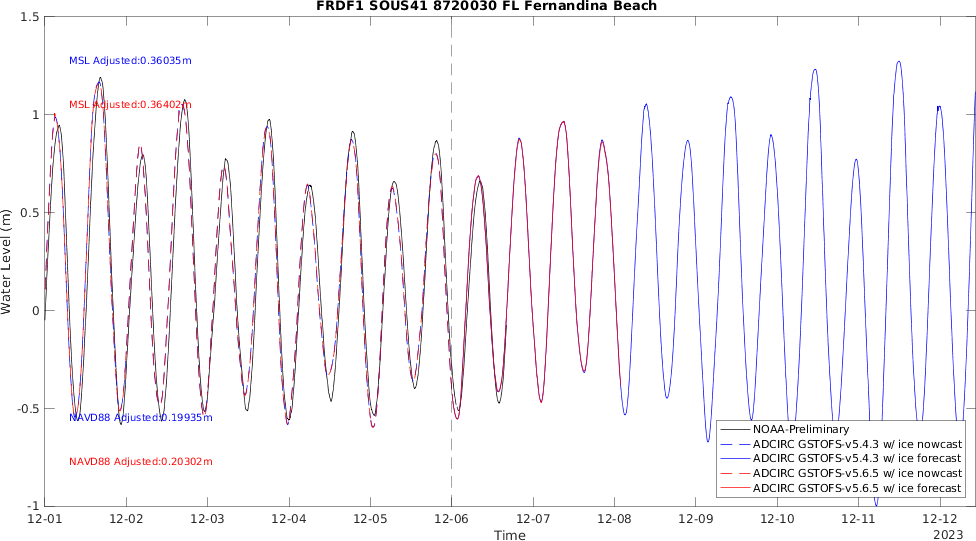 FRDF1 SOUS41 8720030 FL Fernandina Beach
1.5
1
0.5
0
-0.5
-1
Water Level (m)
MSL Adjusted:0.36035m
MSL Adjusted:0.36402m
NAVD88 Adjusted:0.19935m
NAVD88 Adjusted:0.20302m
NOAA-Preliminary
ADCIRC GSTOFS-v5.4.3 w/ ice nowcast
ADCIRC GSTOFS-v5.4.3 w/ ice forecast
ADCIRC GSTOFS-v5.6.5 w/ ice nowcast
ADCIRC GSTOFS-v5.6.5 w/ ice forecast
12-01 12-02 12-03 12-04 12-05 12-06 12-07 12-08 12-09 12-10 12-11 12-12
Time
2023